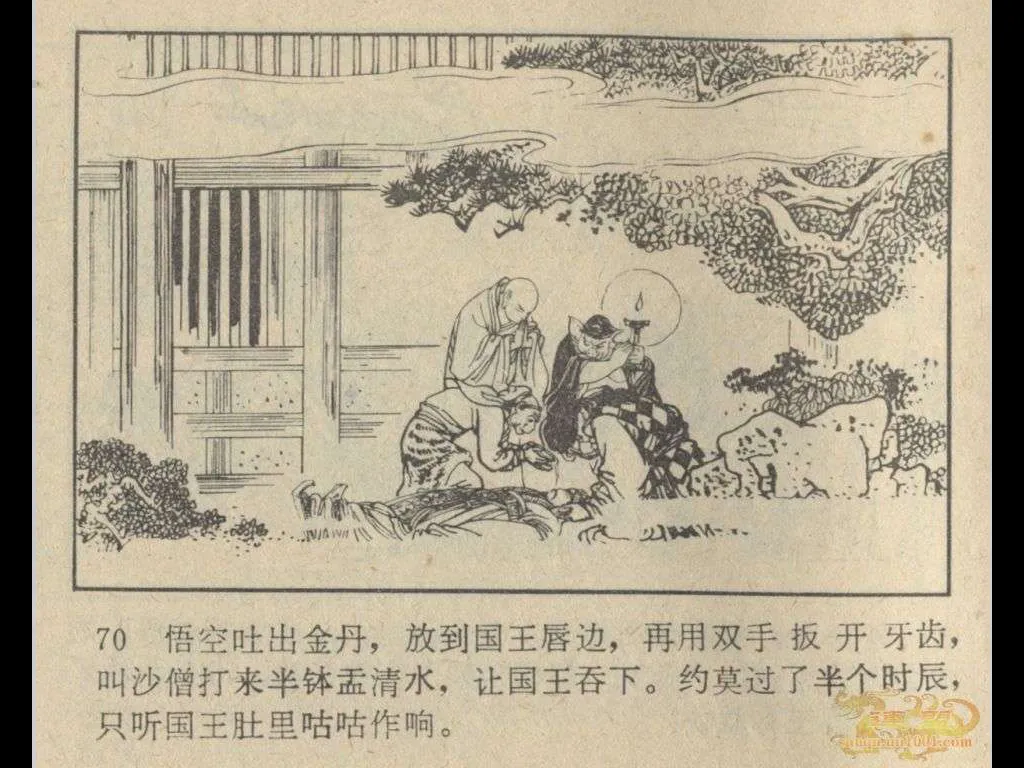 70 悟空吐出金丹，放到国王唇边，再用双手扳开牙齿，
叫沙僧打来半钵盂清水，让国王吞下。约莫过了半个时辰，
只听国王肚里咕咕作响。
连盟